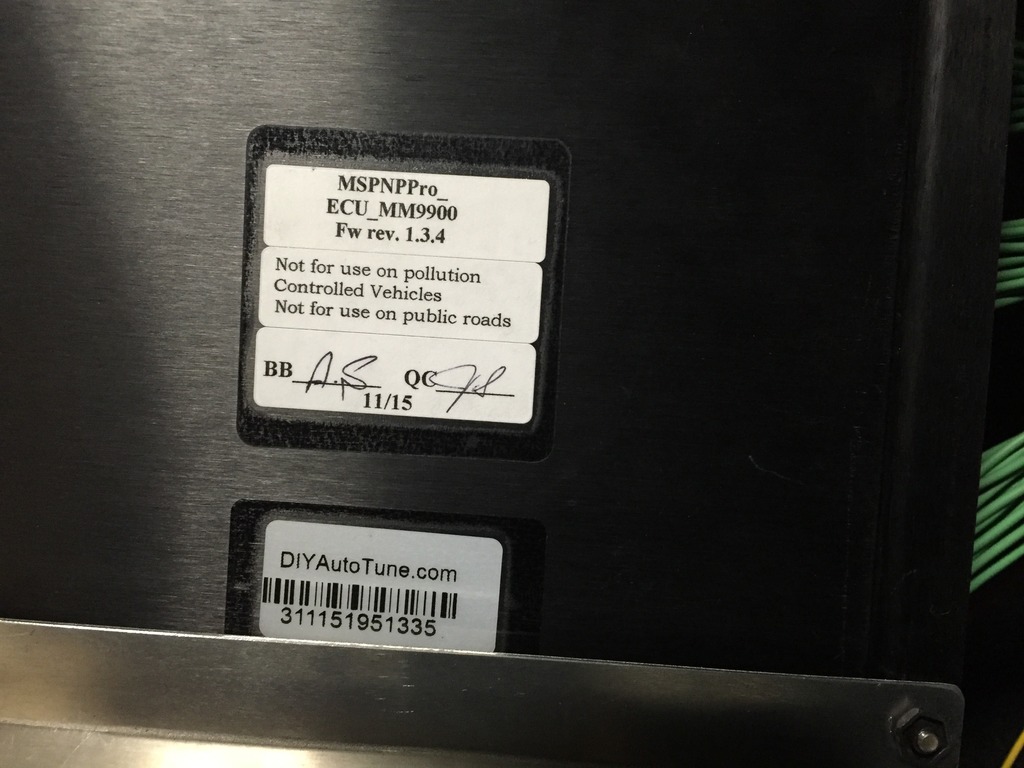 MSPNPPro_
ECU_MM9900
Fw rev. 1.3.4
Not for use on pollution
Controlled Vehicles
Not for use on public roads
BB A.S QC JS
11/15
DIYAutoTune.com
311151951335